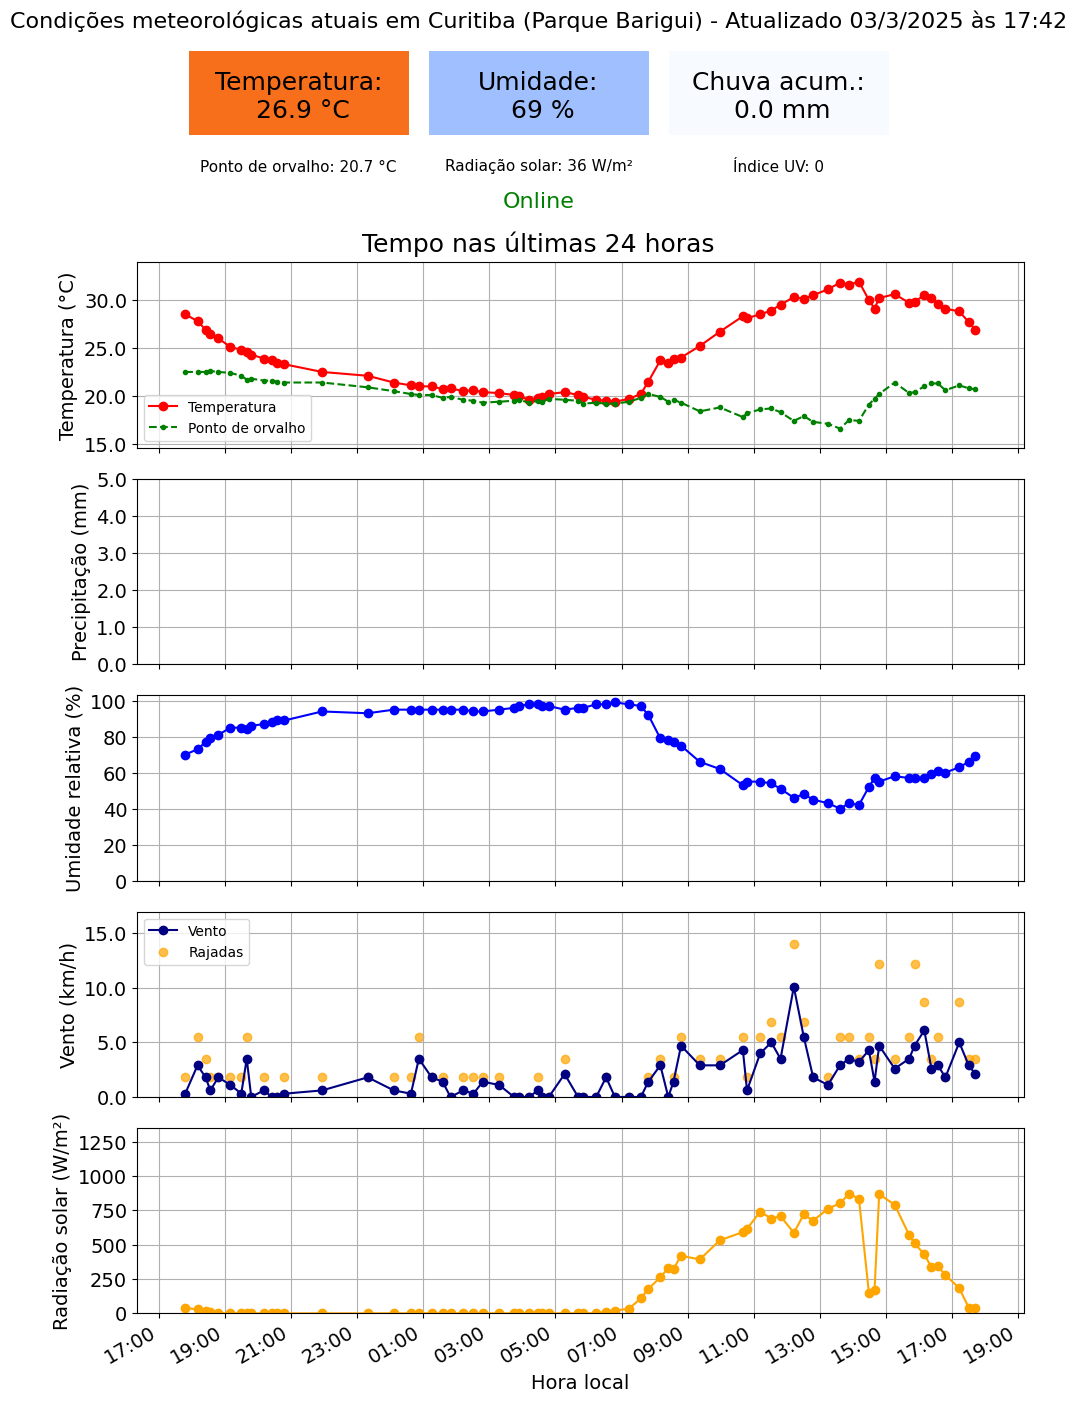 Condições meteorológicas atuais em Curitiba (Parque Barigui) - Atualizado 03/3/2025 às 17:42
Temperatura:
26.9 °C
Umidade:
69 %
Chuva acum.:
0.0 mm
Ponto de orvalho: 20.7 °C
Radiação solar: 36 W/m²
Índice UV: 0
Online
Tempo nas últimas 24 horas
Temperatura (°C)
30.0
25.0
20.0
15.0
Temperatura
Ponto de orvalho
Precipitação (mm)
5.0
4.0
3.0
2.0
1.0
0.0
Umidade relativa (%)
100
80
60
40
20
0
Vento (km/h)
15.0
10.0
5.0
0.0
Vento
Rajadas
Radiação solar (W/m²)
1250
1000
750
500
250
0
17:00
19:00
21:00
23:00
01:00
03:00
05:00
07:00
09:00
11:00
13:00
15:00
17:00
19:00
Hora local